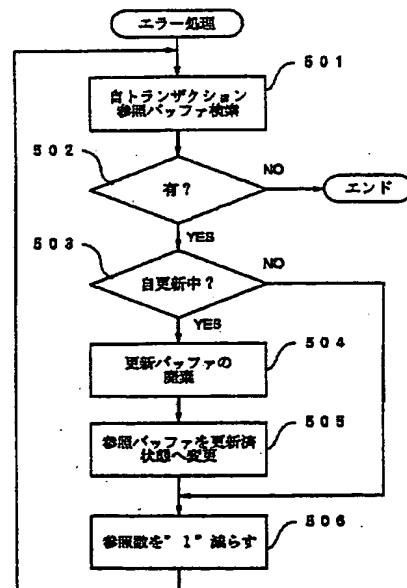 エラー処理
501
自トランザクション
参照バッファ検索
502
有?
NO
エンド
YES
503
自更新中?
NO
YES
504
更新バッファの
廃棄
505
参照バッファを更新済
状態へ変更
506
参照数を"1"減らす